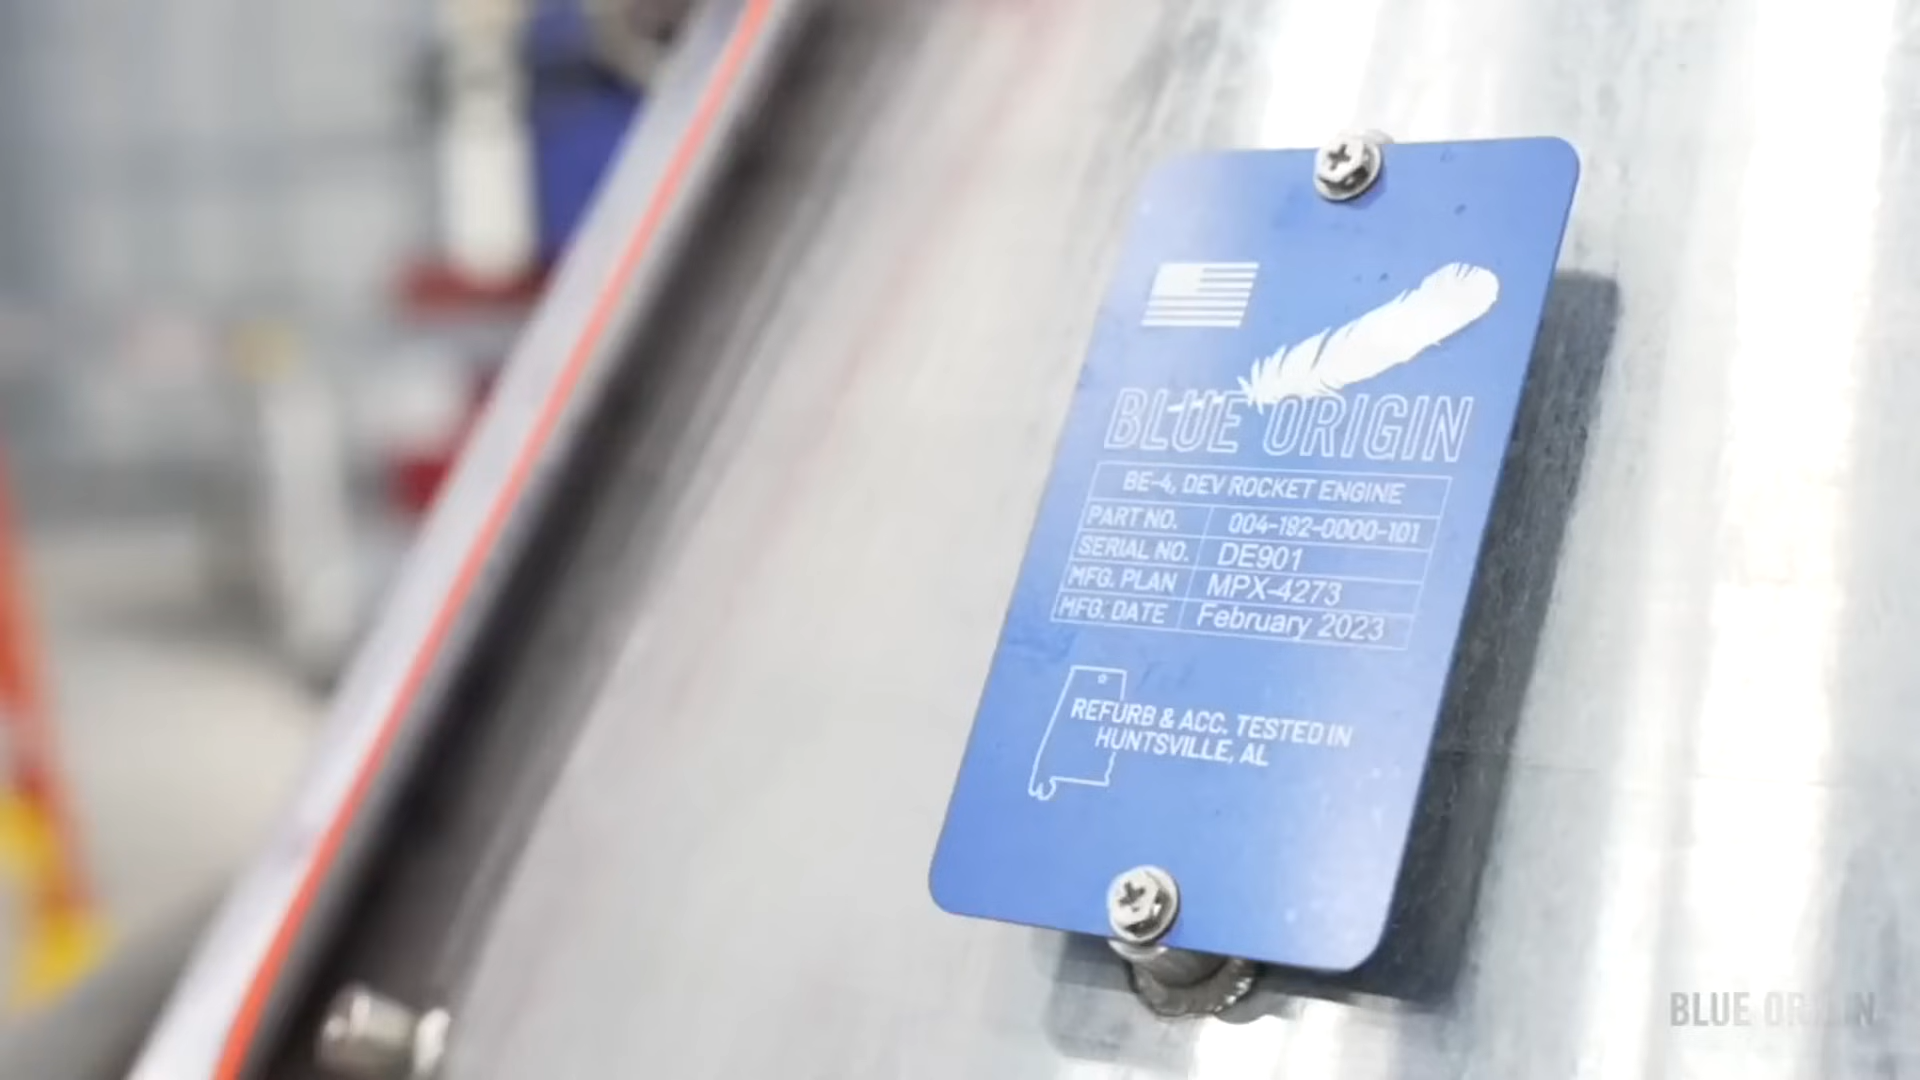 BLUE ORIGIN
BE-4, DEV ROCKET ENGINE
PART NO. 004-192-0000-101
SERIAL NO. DE901
MFG. PLAN MPX-4273
MFG. DATE February 2023
REFURB & ACC. TESTED IN
HUNTSVILLE, AL
BLUE ORIGIN